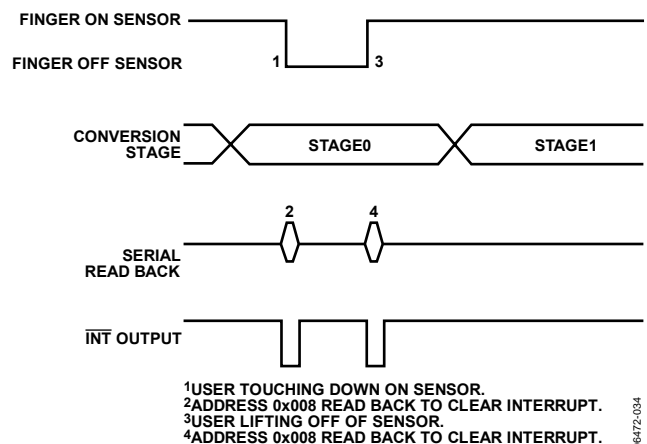 FINGER ON SENSOR
FINGER OFF SENSOR
1
3
CONVERSION
STAGE
STAGE0
STAGE1
2
4
SERIAL
READ BACK
INT OUTPUT
1USER TOUCHING DOWN ON SENSOR.
2ADDRESS 0x008 READ BACK TO CLEAR INTERRUPT.
3USER LIFTING OFF OF SENSOR.
4ADDRESS 0x008 READ BACK TO CLEAR INTERRUPT.
6472-034